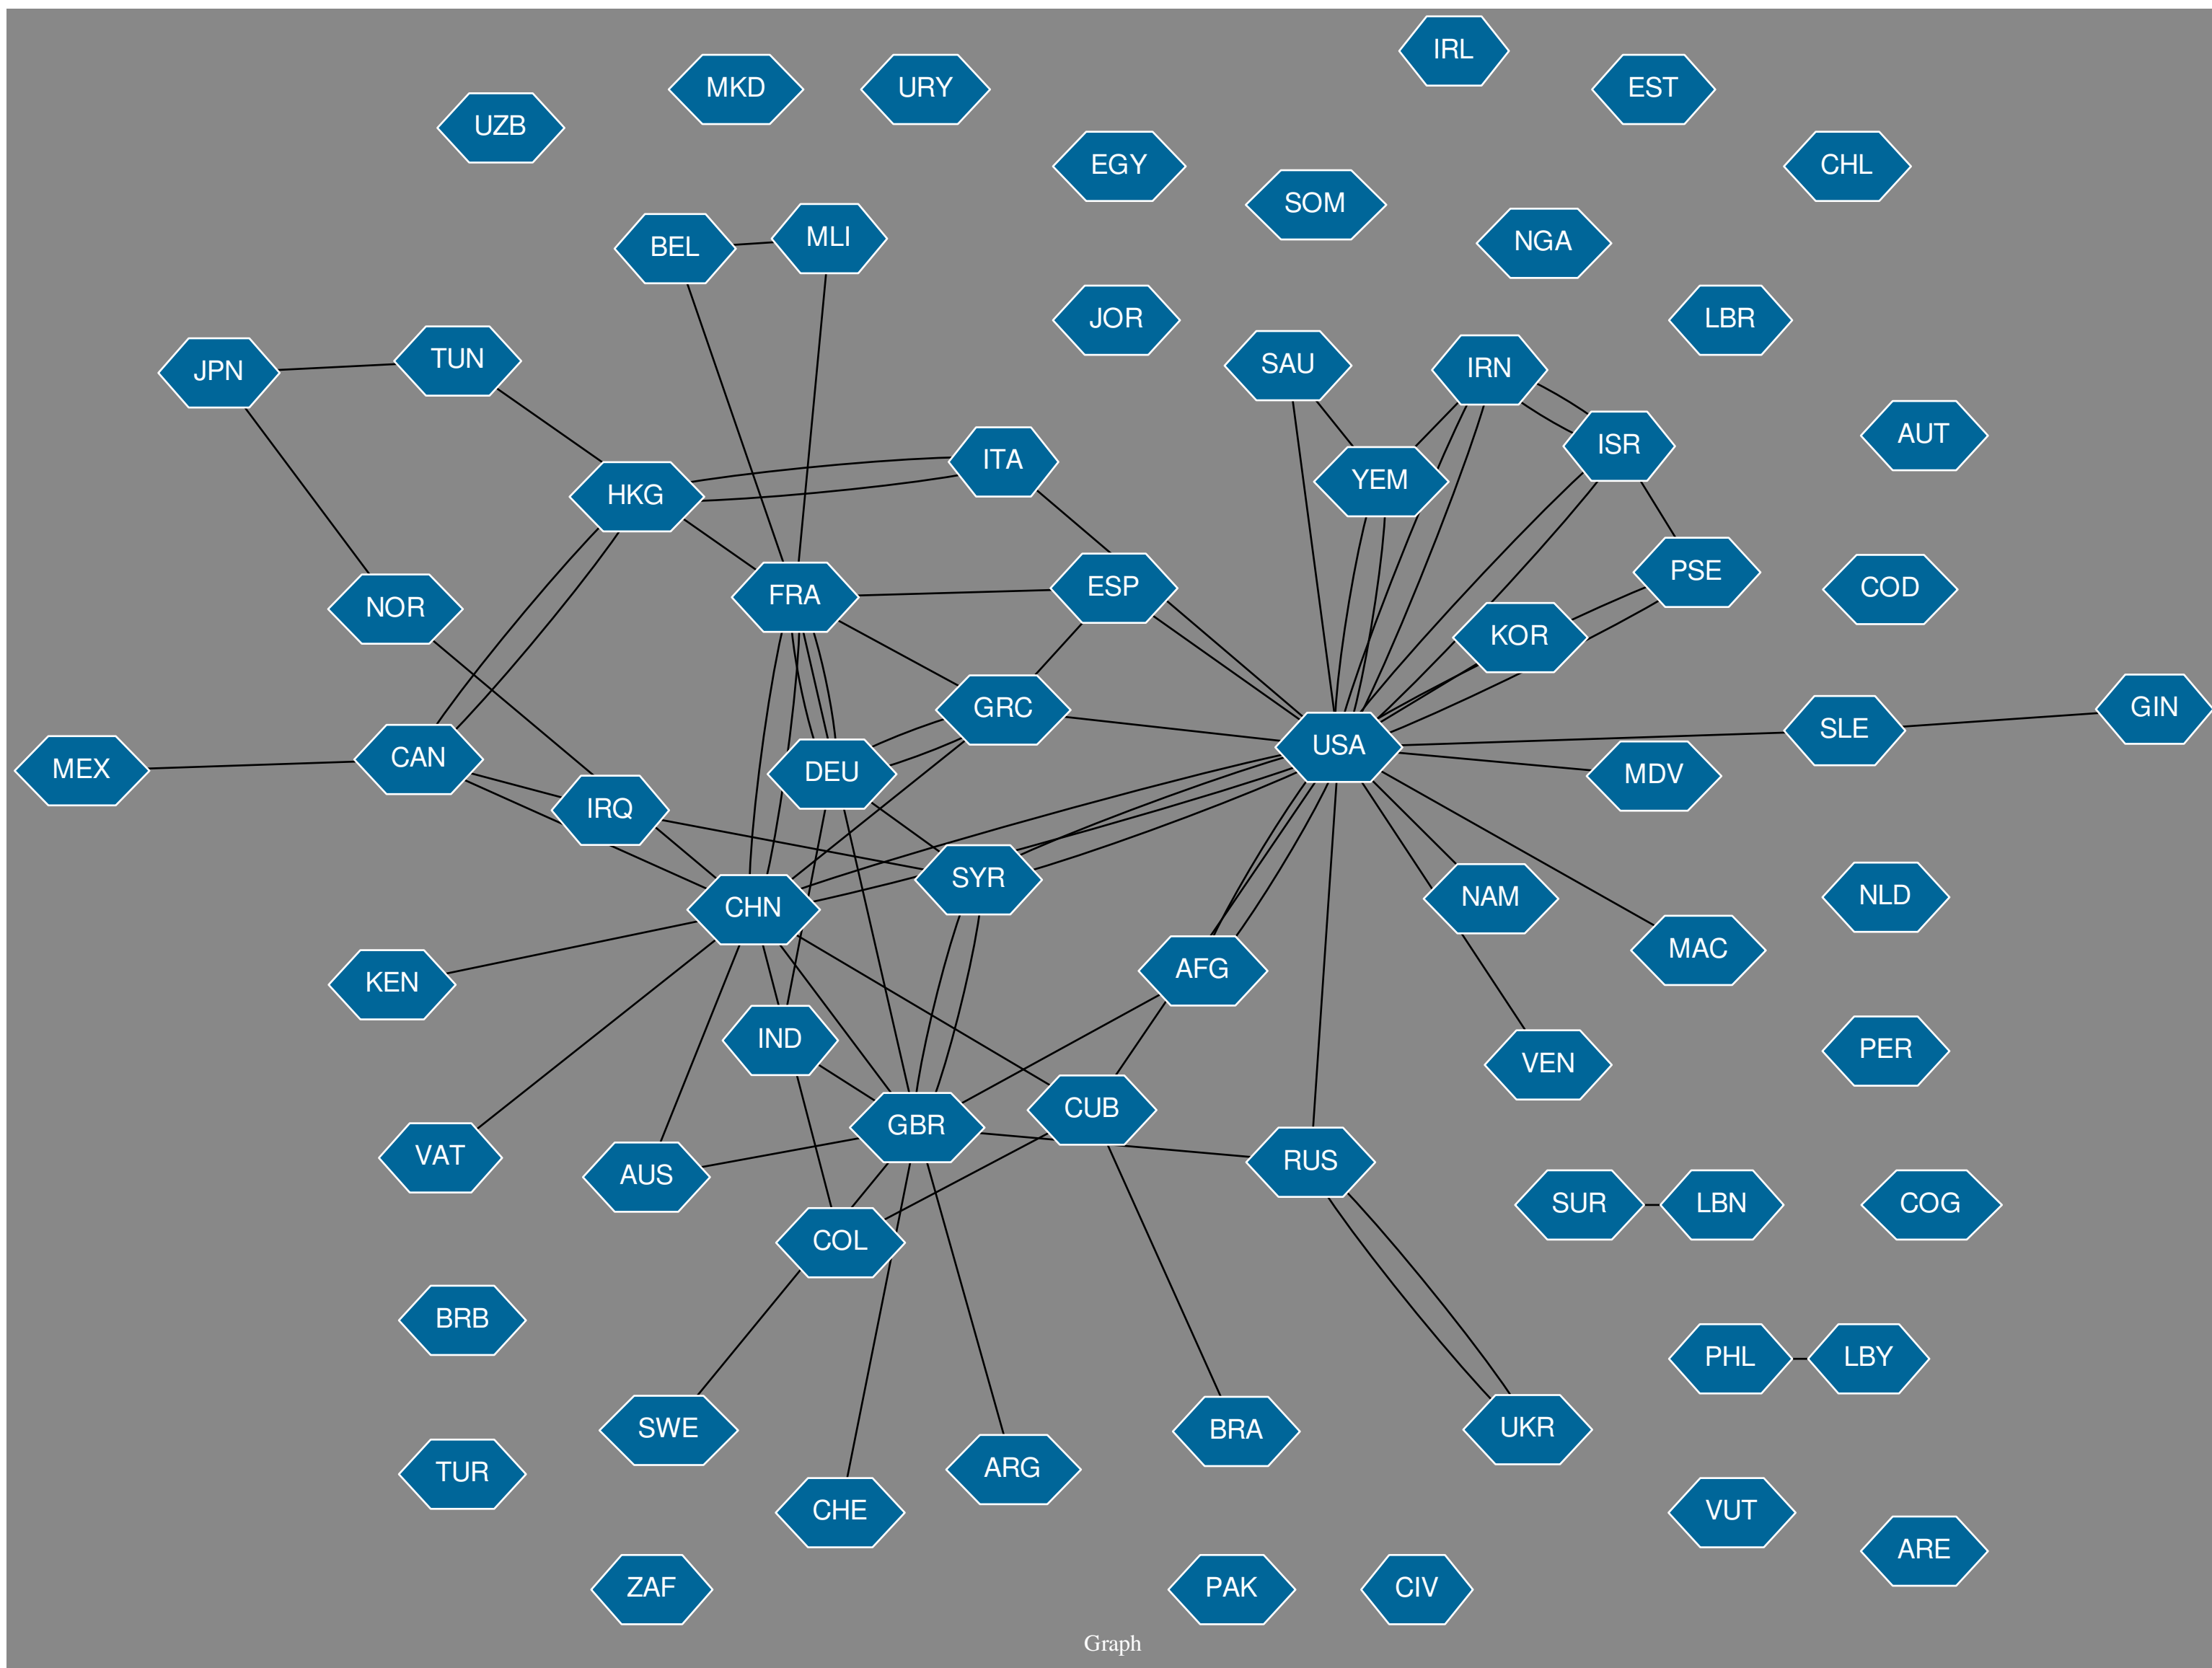 IRL
MKD
URY
EST
UZB
EGY
CHL
SOM
BEL
MLI
NGA
JOR
LBR
JPN
TUN
SAU
IRN
AUT
ISR
ITA
YEM
HKG
PSE
FRA
ESP
COD
NOR
KOR
GRC
GIN
SLE
USA
MEX
CAN
DEU
MDV
IRQ
SYR
NAM
NLD
CHN
MAC
KEN
AFG
IND
VEN
PER
CUB
GBR
VAT
AUS
RUS
SUR
LBN
COG
COL
BRB
PHL
LBY
SWE
BRA
UKR
TUR
ARG
CHE
VUT
ARE
ZAF
PAK
CIV
Graph